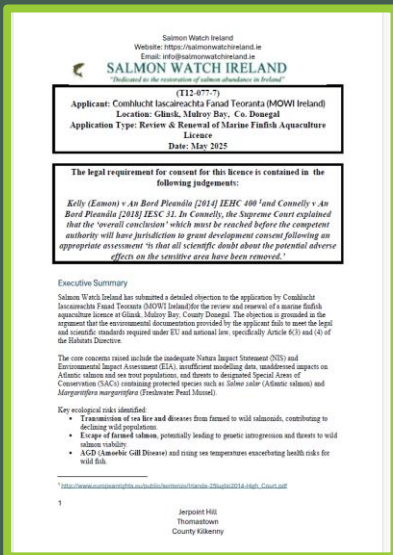 Salmon Watch Ireland
Website: https://salmonwatchireland.ie
Email: info@salmonwatchireland.ie
SALMON WATCH IRELAND
"Dedicated to the restoration of salmon abundance in Ireland"
(T12-077-7)
Applicant: Comhlucht Iascaireachta Fanad Teoranta (MOWI Ireland)
Location: Glinsk, Mulroy Bay, Co. Donegal
Application Type: Review & Renewal of Marine Finfish Aquaculture
Licence
Date: May 2025
The legal requirement for consent for this licence is contained in the
following judgements:
Kelly (Eamon) v An Bord Pleanála [2014] IEHC 400 ¹and Connelly v An
Bord Pleanála [2018] IESC 31. In Connelly, the Supreme Court explained
that the 'overall conclusion' which must be reached before the competent
authority will have jurisdiction to grant development consent following an
appropriate assessment 'is that all scientific doubt about the potential adverse
effects on the sensitive area have been removed.'
Executive Summary
Salmon Watch Ireland has submitted a detailed objection to the application by Comhlucht
Iascaireachta Fanad Teoranta (MOWI Ireland)for the review and renewal of a marine finfish
aquaculture licence at Glinsk, Mulroy Bay, County Donegal. The objection is grounded in the
argument that the environmental documentation provided by the applicant fails to meet the legal
and scientific standards required under EU and national law, specifically Article 6(3) and (4) of
the Habitats Directive.
The core concerns raised include the inadequate Natura Impact Statement (NIS) and
Environmental Impact Assessment (EIA), insufficient modelling data, unaddressed impacts on
Atlantic salmon and sea trout populations, and threats to designated Special Areas of
Conservation (SACs) containing protected species such as Salmo salar (Atlantic salmon) and
Margaritifera margaritifera (Freshwater Pearl Mussel).
Key ecological risks identified:
• Transmission of sea lice and diseases from farmed to wild salmonids, contributing to
declining wild populations.
• Escape of farmed salmon, potentially leading to genetic introgression and threats to wild
salmon viability.
• AGD (Amoebic Gill Disease) and rising sea temperatures exacerbating health risks for
wild fish.
1
Jerpoint Hill
Thomastown
County Kilkenny